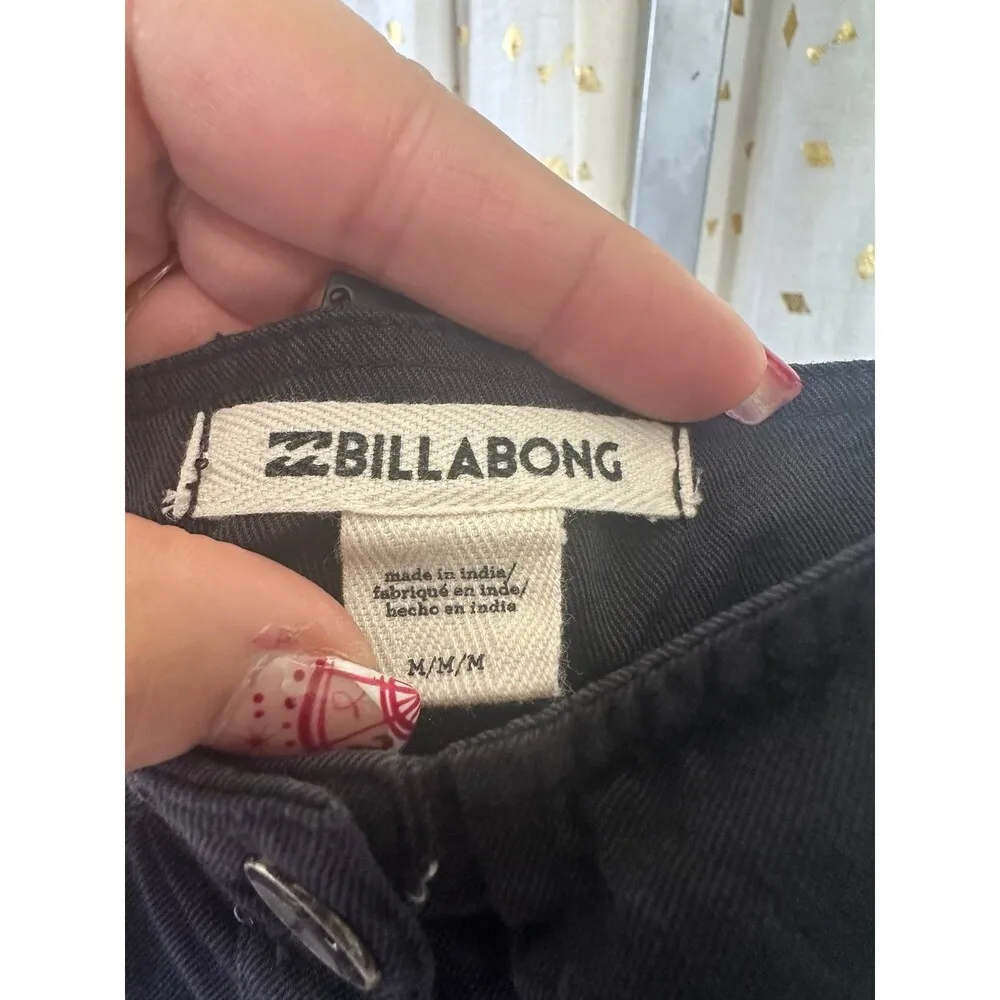 BILLABONG
made in india/
fabriqué en inde/
hecho en india
M/M/M